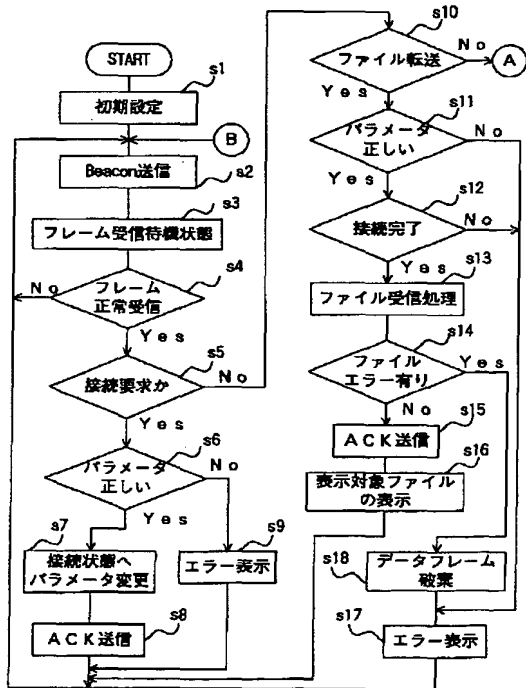 START
s1
初期設定
B
Beacon送信
s2
s3
フレーム受信待機状態
s4
No
フレーム
正常受信
Yes
s5
接続要求か
No
Yes
s6
パラメータ
正しい
No
Yes
s7
接続状態へ
パラメータ変更
s9
エラー表示
s8
ACK送信
s10
ファイル転送
No
A
Yes
s11
パラメータ
正しい
No
Yes
s12
接続完了
No
Yes
s13
ファイル受信処理
s14
ファイル
エラー有り
Yes
No
s15
ACK送信
s16
表示対象ファイル
の表示
s18
データフレーム
破棄
s17
エラー表示